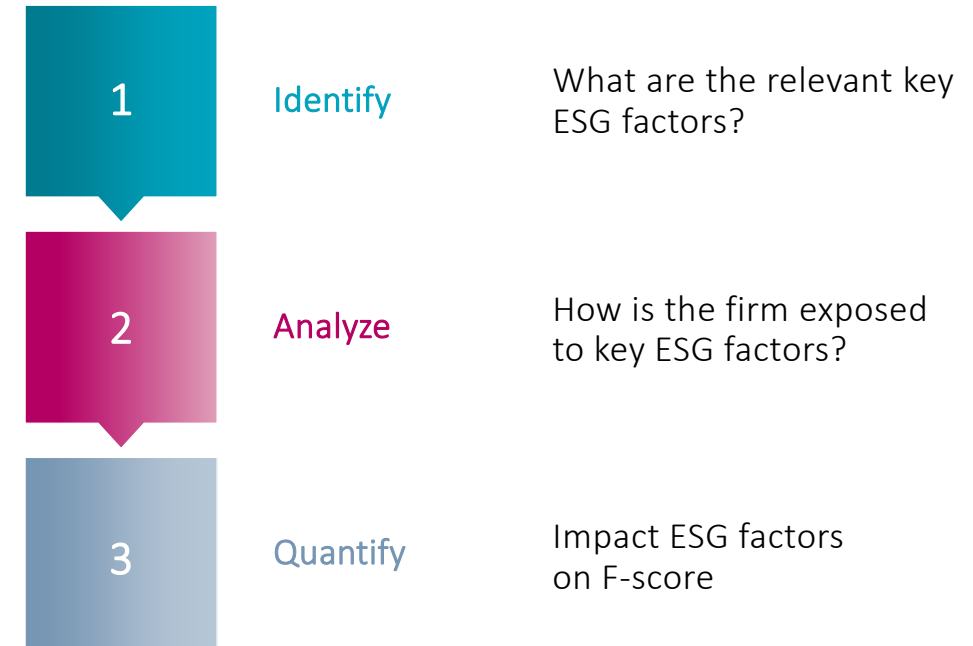 1
Identify
What are the relevant key
ESG factors?
2
Analyze
How is the firm exposed
to key ESG factors?
3
Quantify
Impact ESG factors
on F-score